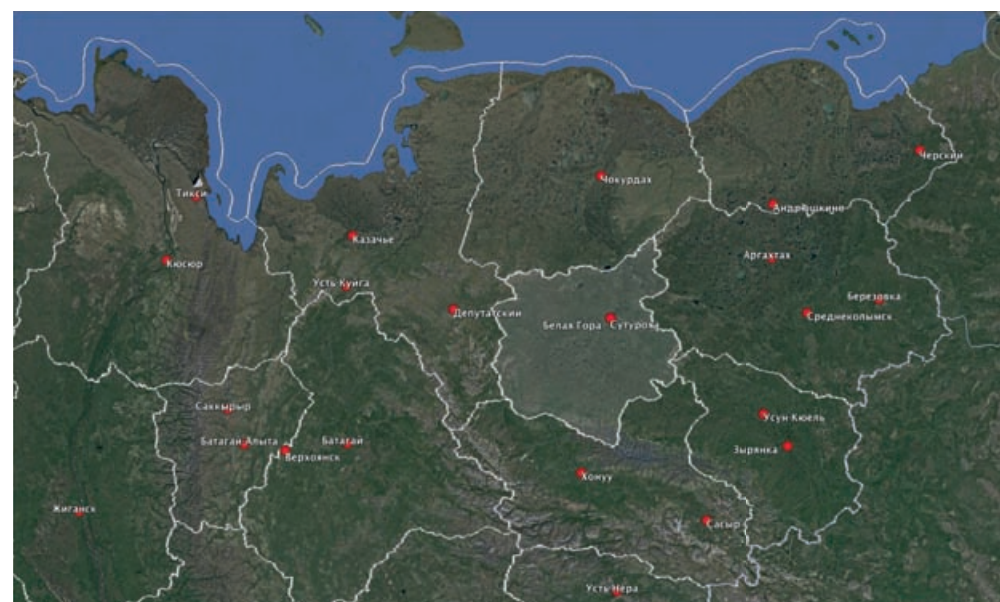 Черский
Тикси
Чокурдах
Андрюшкино
Казачье
Аргахтах
Кюсюр
Усть Куйга
Березовка
Депутатский
Белая Гора Сутурох
Среднеколымск
Саккырыр
Усун Кюель
Батагай Алыта
Верхоянск
Батагай
Зырянка
Хонуу
Жиганск
Сасыр
Усть Нера